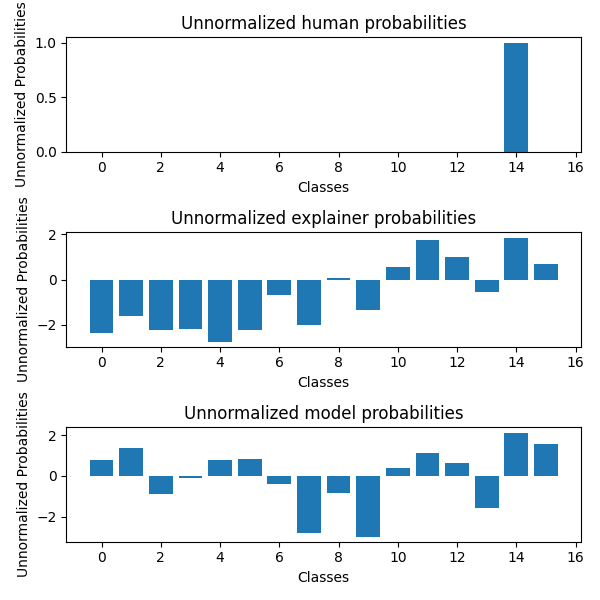 Unnormalized human probabilities
Unnormalized Probabilities
1.0
0.5
0.0
0 2 4 6 8 10 12 14 16
Classes
Unnormalized explainer probabilities
Unnormalized Probabilities
2
0
−2
0 2 4 6 8 10 12 14 16
Classes
Unnormalized model probabilities
Unnormalized Probabilities
2
0
−2
0 2 4 6 8 10 12 14 16
Classes